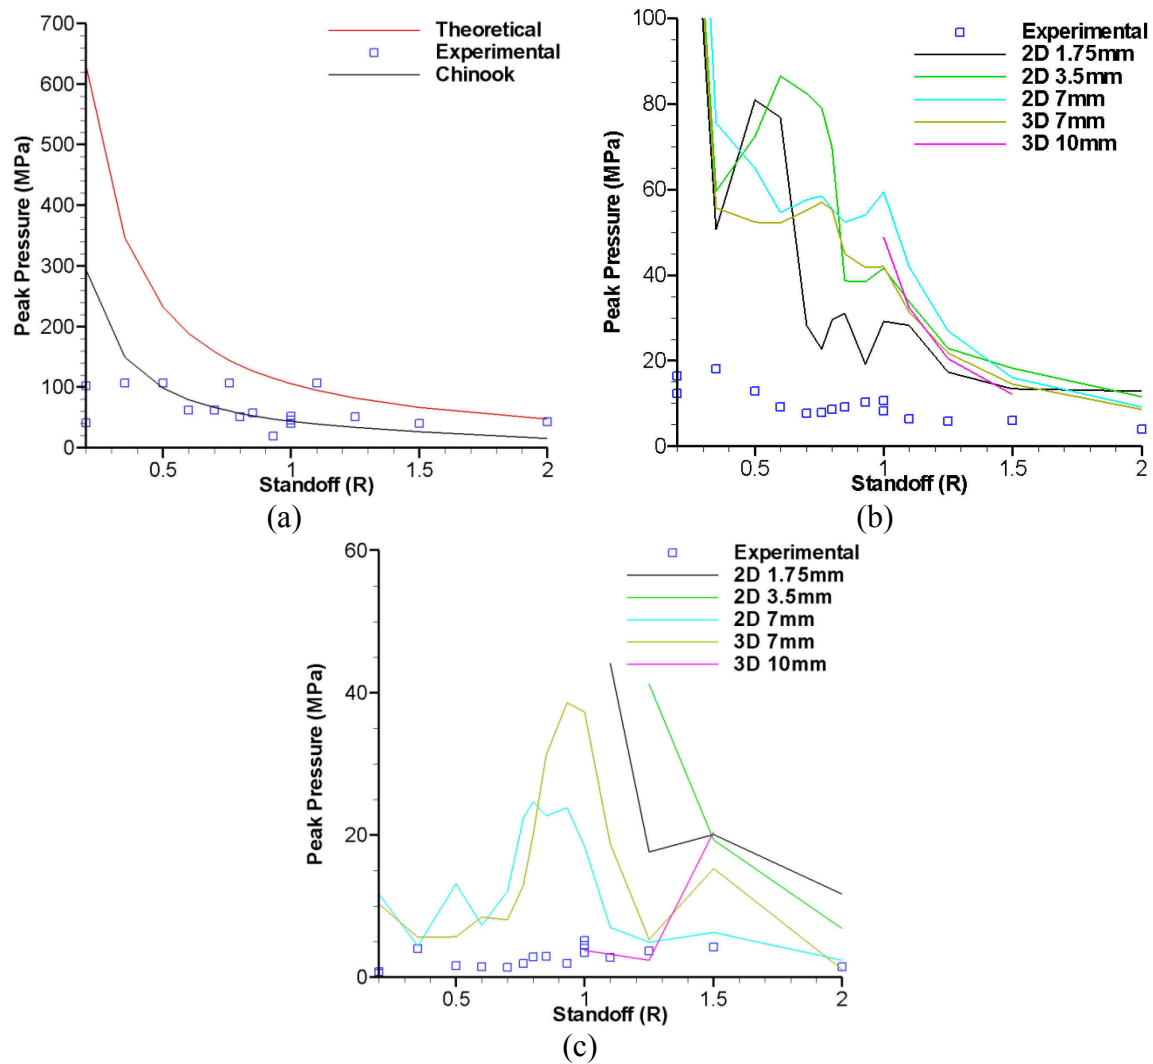 700
600
500
400
300
200
100
0
Peak Pressure (MPa)
0.5
1
1.5
2
Standoff (R)
Theoretical
Experimental
Chinook
(a)
100
80
60
40
20
0
Peak Pressure (MPa)
0.5
1
1.5
2
Standoff (R)
Experimental
2D 1.75mm
2D 3.5mm
2D 7mm
3D 7mm
3D 10mm
(b)
60
40
20
0
Peak Pressure (MPa)
0.5
1
1.5
2
Standoff (R)
Experimental
2D 1.75mm
2D 3.5mm
2D 7mm
3D 7mm
3D 10mm
(c)